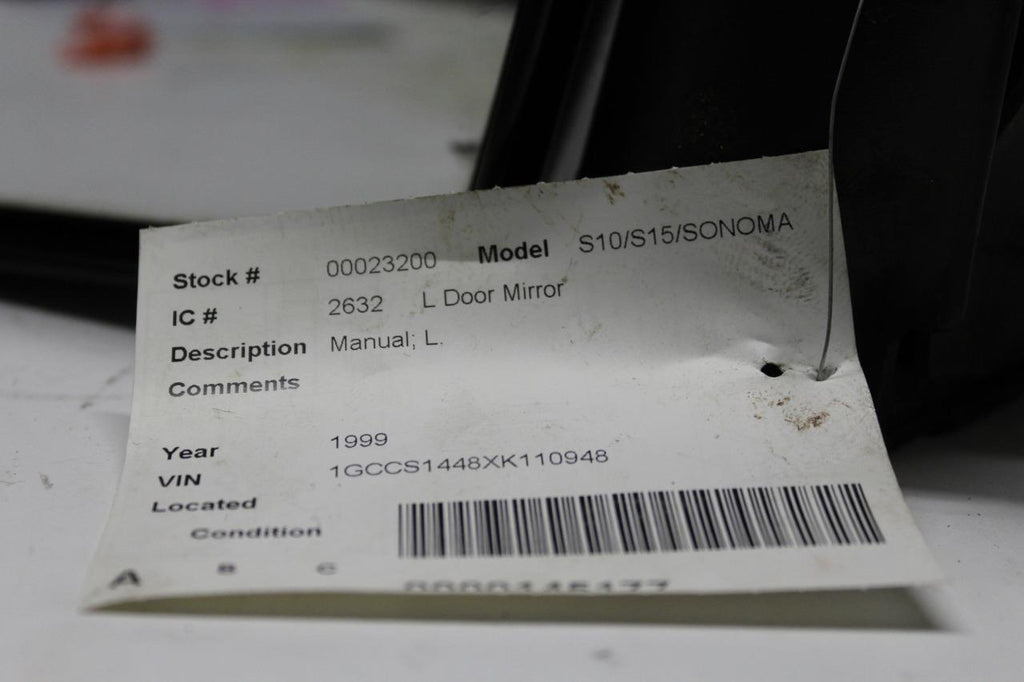 Stock # 00023200 Model S10/S15/SONOMA
IC # 2632 L Door Mirror
Description Manual; L.
Comments
Year 1999
VIN 1GCCS1448XK110948
Located
Condition
A B C